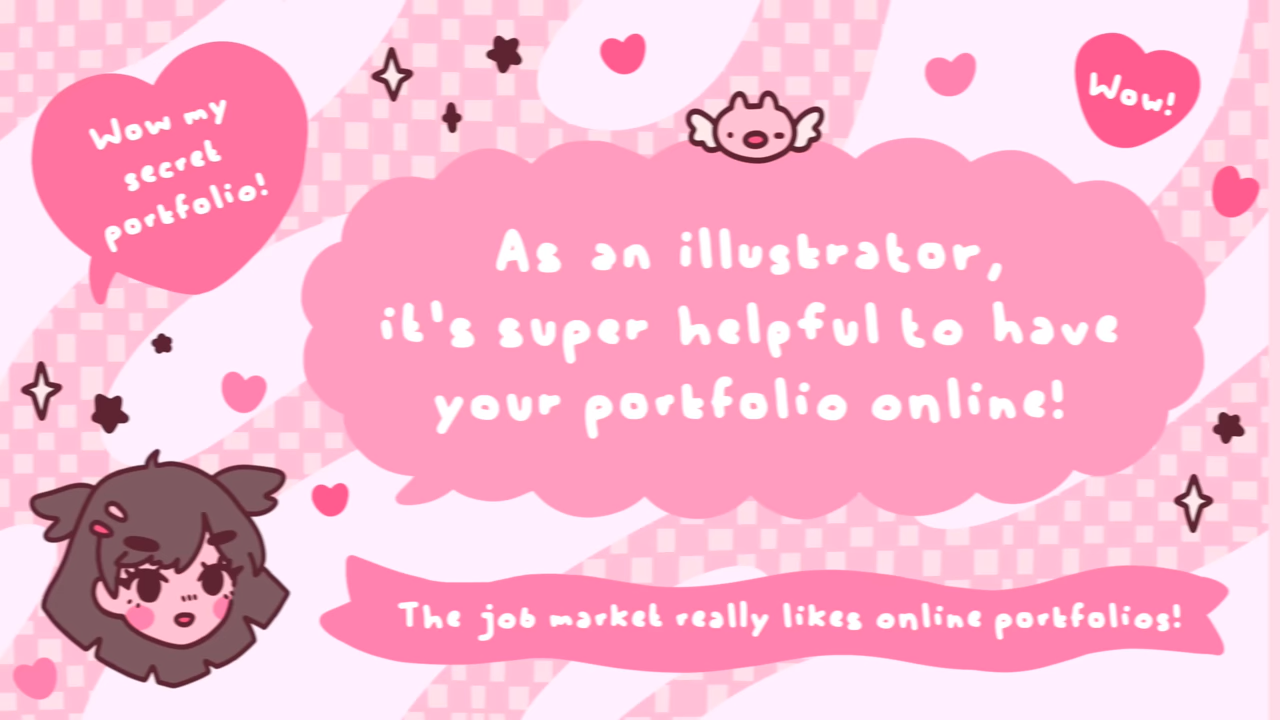 Wow my
secret
portfolio!
Wow!
As an illustrator,
it's super helpful to have
your portfolio online!
The job market really likes online portfolios!